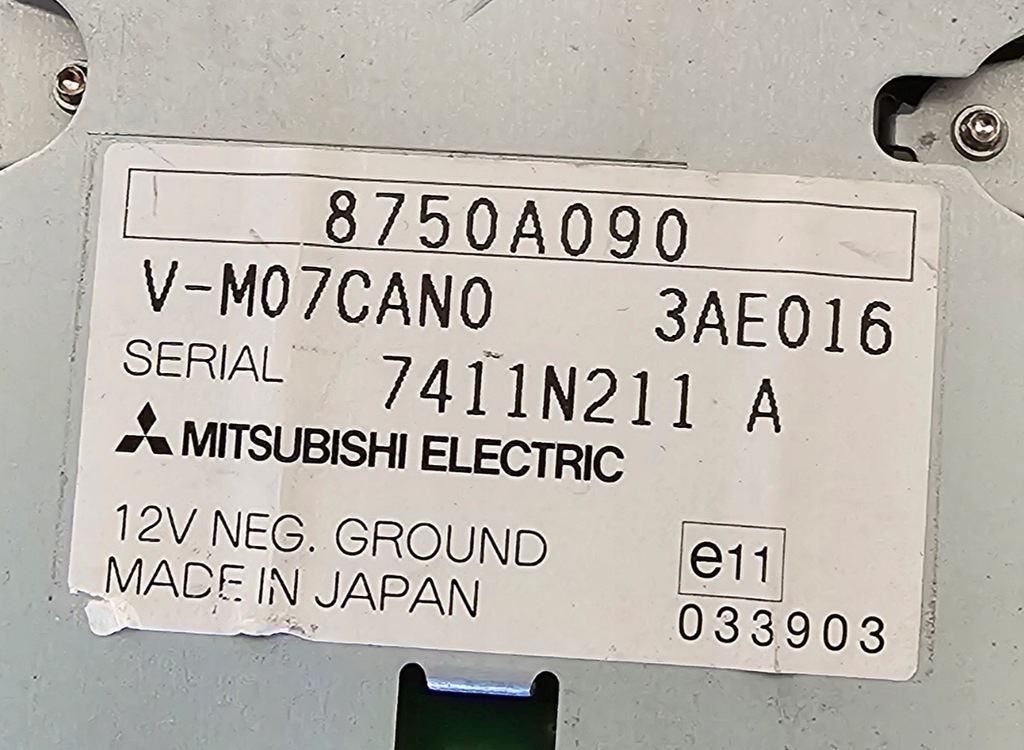 8750A090
V-M07CAN0 3AE016
SERIAL 7411N211 A
MITSUBISHI ELECTRIC
12V NEG. GROUND
MADE IN JAPAN
e11
033903